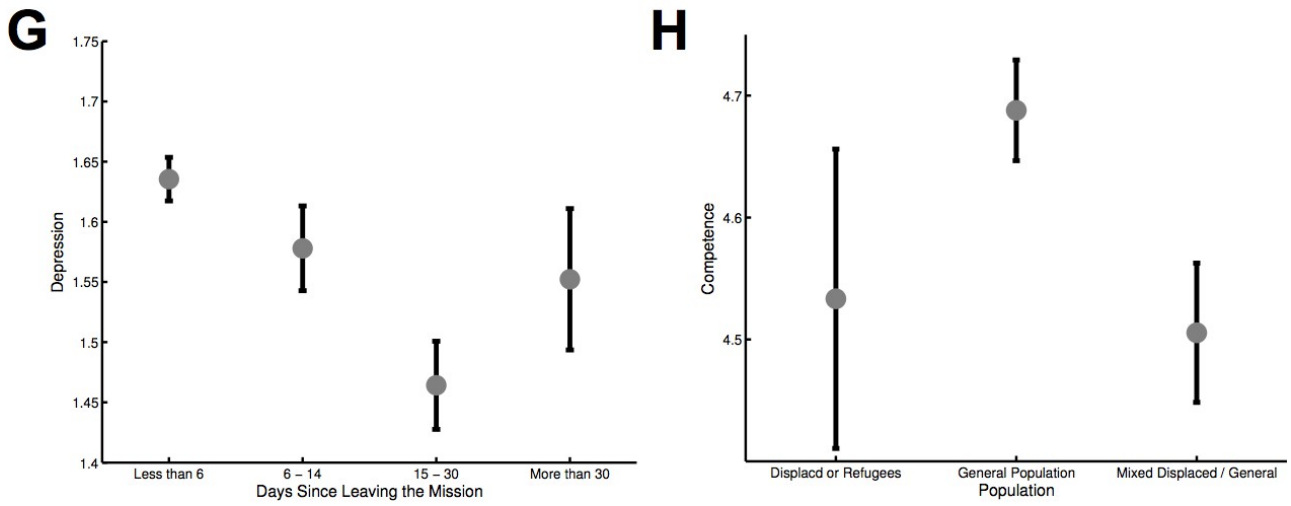 G
1.75
1.7
1.65
1.6
1.55
1.5
1.45
1.4
Depression
Less than 6
6 – 14
15 – 30
More than 30
Days Since Leaving the Mission
H
4.7
4.6
4.5
Competence
Displacd or Refugees
General Population
Mixed Displaced / General
Population